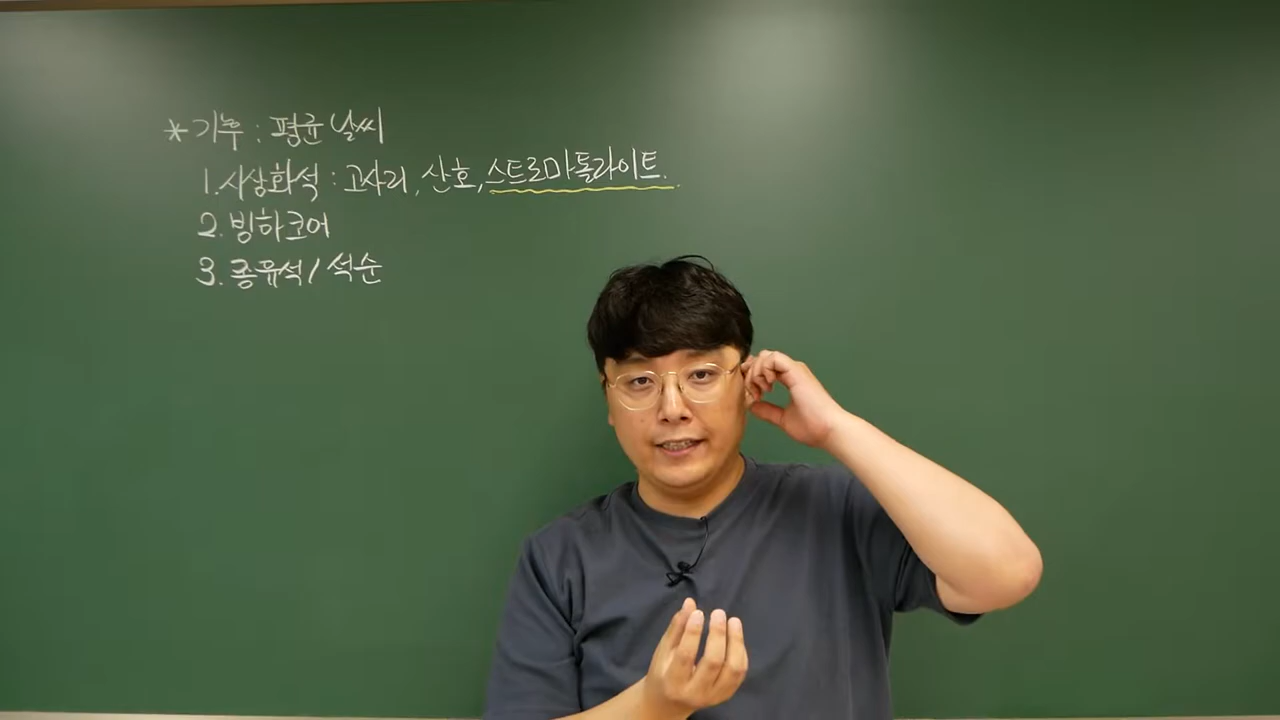 * 기후 : 평균 날씨
1. 시상화석 : 고사리, 산호, 스트로마톨라이트.
2. 빙하코어
3. 종유석 / 석순